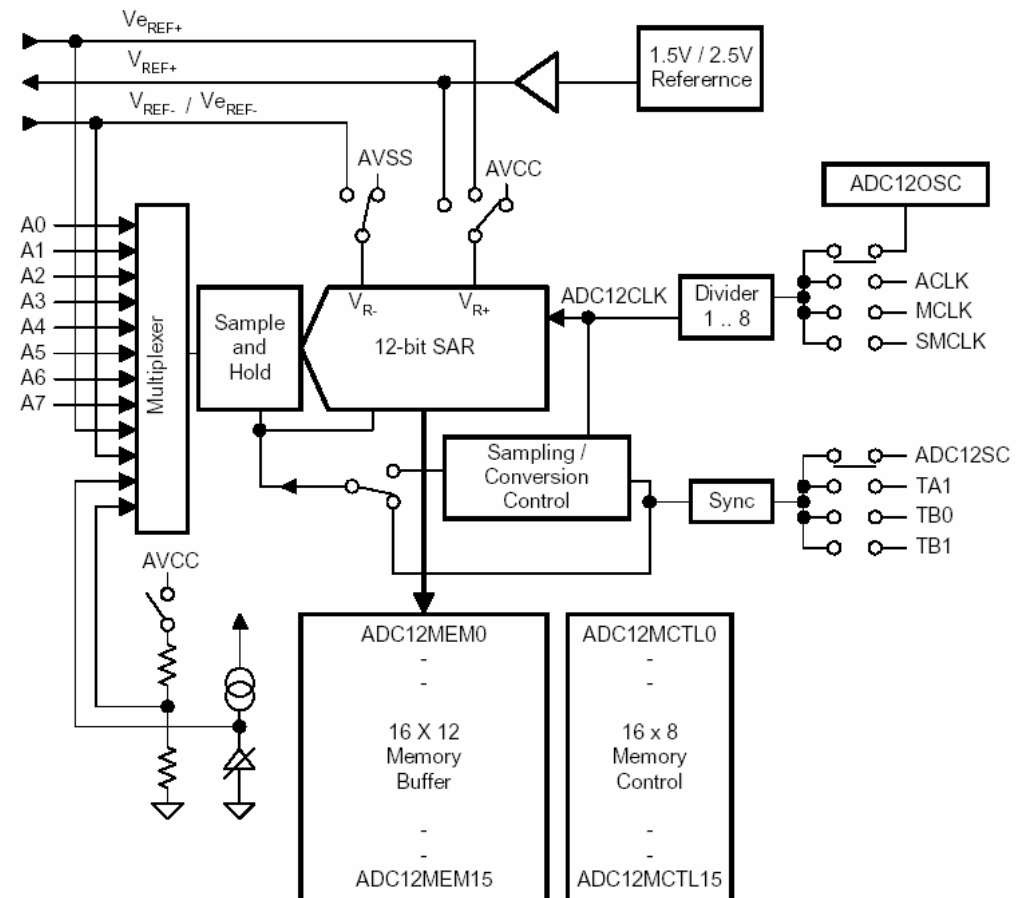 VeREF+
VREF+
VREF- / VeREF-
1.5V / 2.5V
Referernce
AVSS
AVCC
ADC12OSC
A0
A1
A2
A3
A4
A5
A6
A7
Multiplexer
Sample
and
Hold
VR-
VR+
12-bit SAR
ADC12CLK
Divider
1 .. 8
ACLK
MCLK
SMCLK
Sampling /
Conversion
Control
Sync
ADC12SC
TA1
TB0
TB1
AVCC
ADC12MEM0
-
-
16 X 12
Memory
Buffer
-
-
ADC12MEM15
ADC12MCTL0
-
-
16 x 8
Memory
Control
-
-
ADC12MCTL15